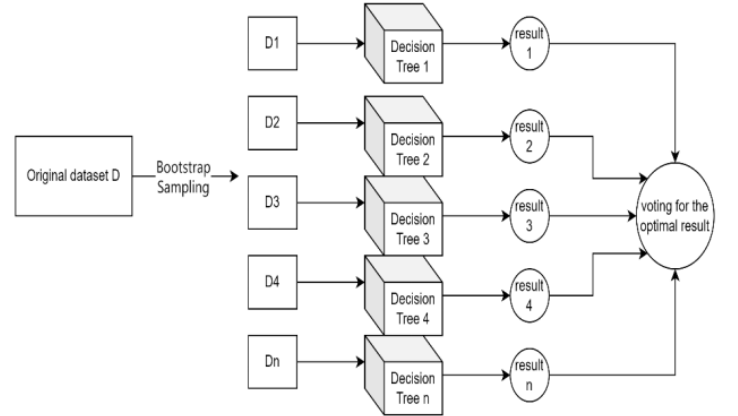 Original dataset D
Bootstrap
Sampling
D1
Decision
Tree 1
result
1
D2
Decision
Tree 2
result
2
D3
Decision
Tree 3
result
3
D4
Decision
Tree 4
result
4
Dn
Decision
Tree n
result
n
voting for the
optimal result